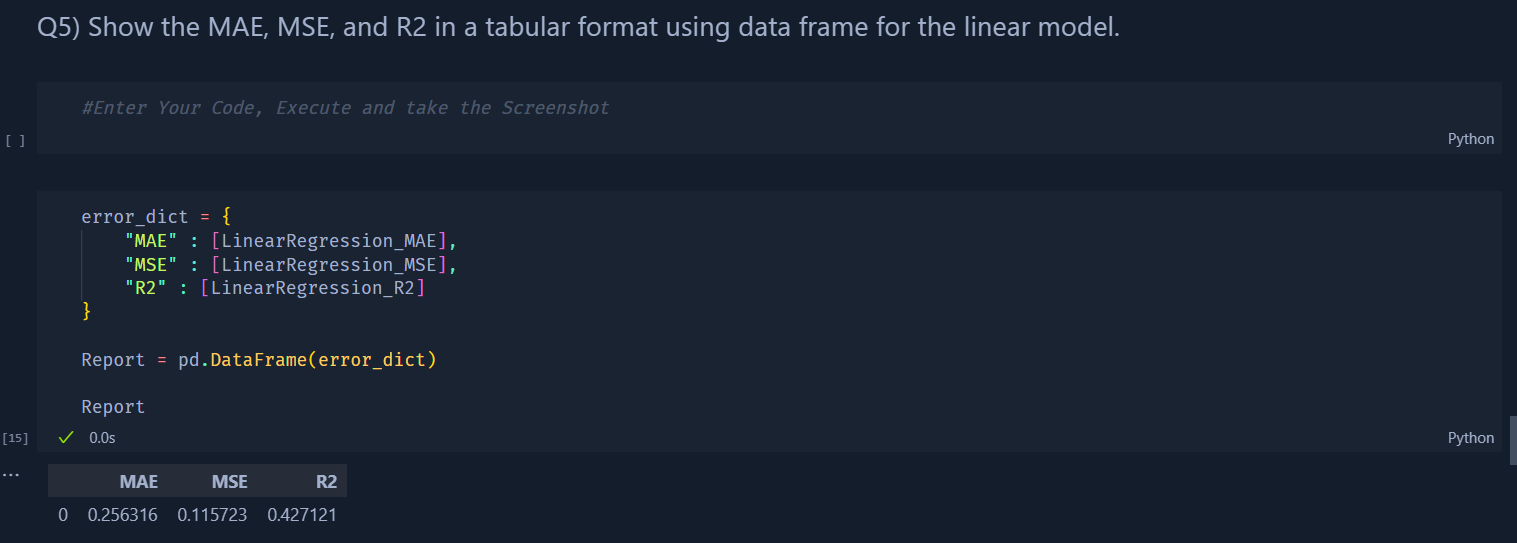 Q5) Show the MAE, MSE, and R2 in a tabular format using data frame for the linear model.
#Enter Your Code, Execute and take the Screenshot
[ ]
Python
error_dict = {
"MAE" : [LinearRegression_MAE],
"MSE" : [LinearRegression_MSE],
"R2" : [LinearRegression_R2]
}
Report = pd.DataFrame(error_dict)
Report
[15] ✓ 0.0s Python
...
MAE MSE R2
0 0.256316 0.115723 0.427121